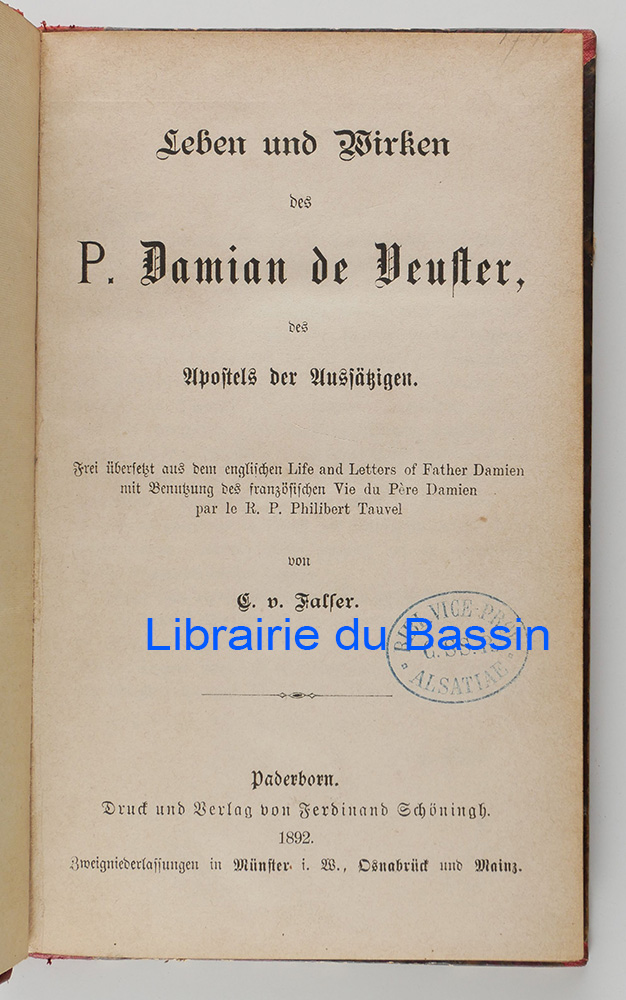 Leben und Wirken
des
P. Damian de Veuster,
des
Apostels der Aussätzigen.
Frei übersetzt aus dem englischen Life and Letters of Father Damien
mit Benutzung des französischen Vie du Père Damien
par le R. P. Philibert Tauvel
von
C. v. Falser.
Librairie du Bassin
VICE-PRO
ALSATIAE
Paderborn.
Druck und Verlag von Ferdinand Schöningh.
1892.
Zweigniederlassungen in Münster i. W., Osnabrück und Mainz.